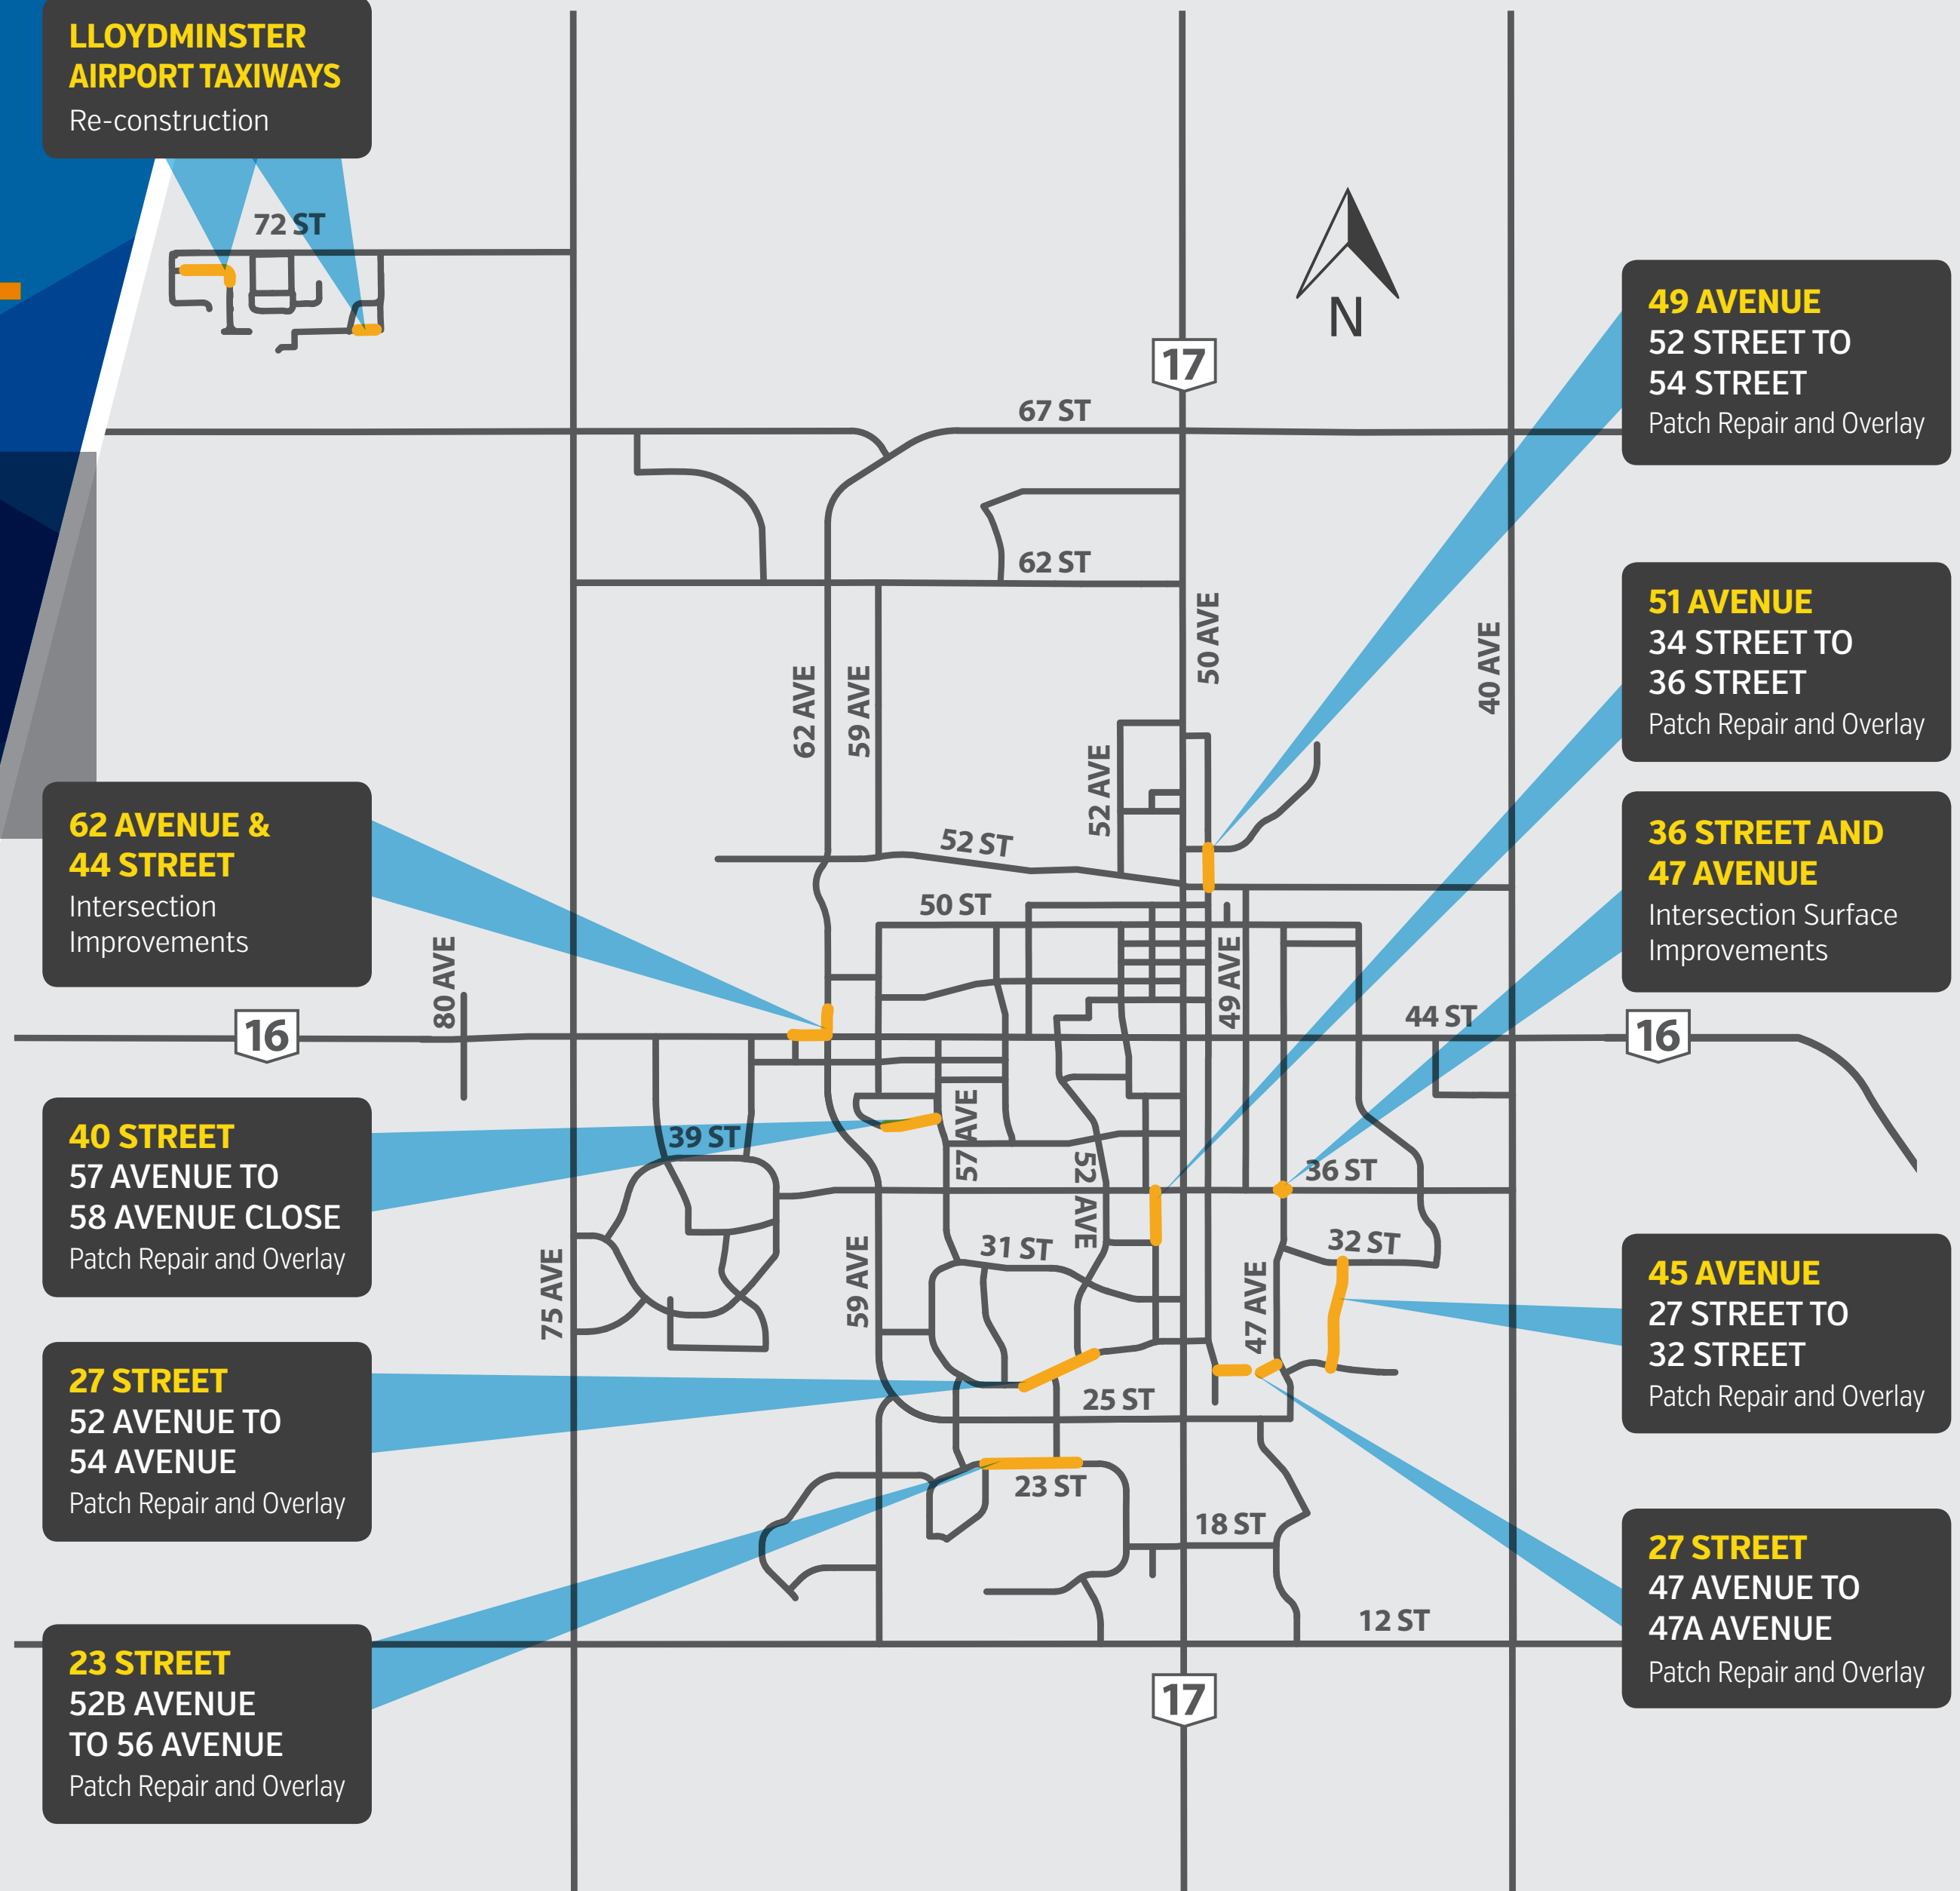 LLOYDMINSTER
AIRPORT TAXIWAYS
Re-construction
72 ST
N
17
67 ST
62 ST
50 AVE
40 AVE
62 AVE
59 AVE
52 AVE
52 ST
50 ST
49 AVE
80 AVE
16
44 ST
16
57 AVE
39 ST
52 AVE
36 ST
32 ST
31 ST
75 AVE
59 AVE
47 AVE
25 ST
23 ST
18 ST
12 ST
17
62 AVENUE &
44 STREET
Intersection
Improvements
40 STREET
57 AVENUE TO
58 AVENUE CLOSE
Patch Repair and Overlay
27 STREET
52 AVENUE TO
54 AVENUE
Patch Repair and Overlay
23 STREET
52B AVENUE
TO 56 AVENUE
Patch Repair and Overlay
49 AVENUE
52 STREET TO
54 STREET
Patch Repair and Overlay
51 AVENUE
34 STREET TO
36 STREET
Patch Repair and Overlay
36 STREET AND
47 AVENUE
Intersection Surface
Improvements
45 AVENUE
27 STREET TO
32 STREET
Patch Repair and Overlay
27 STREET
47 AVENUE TO
47A AVENUE
Patch Repair and Overlay